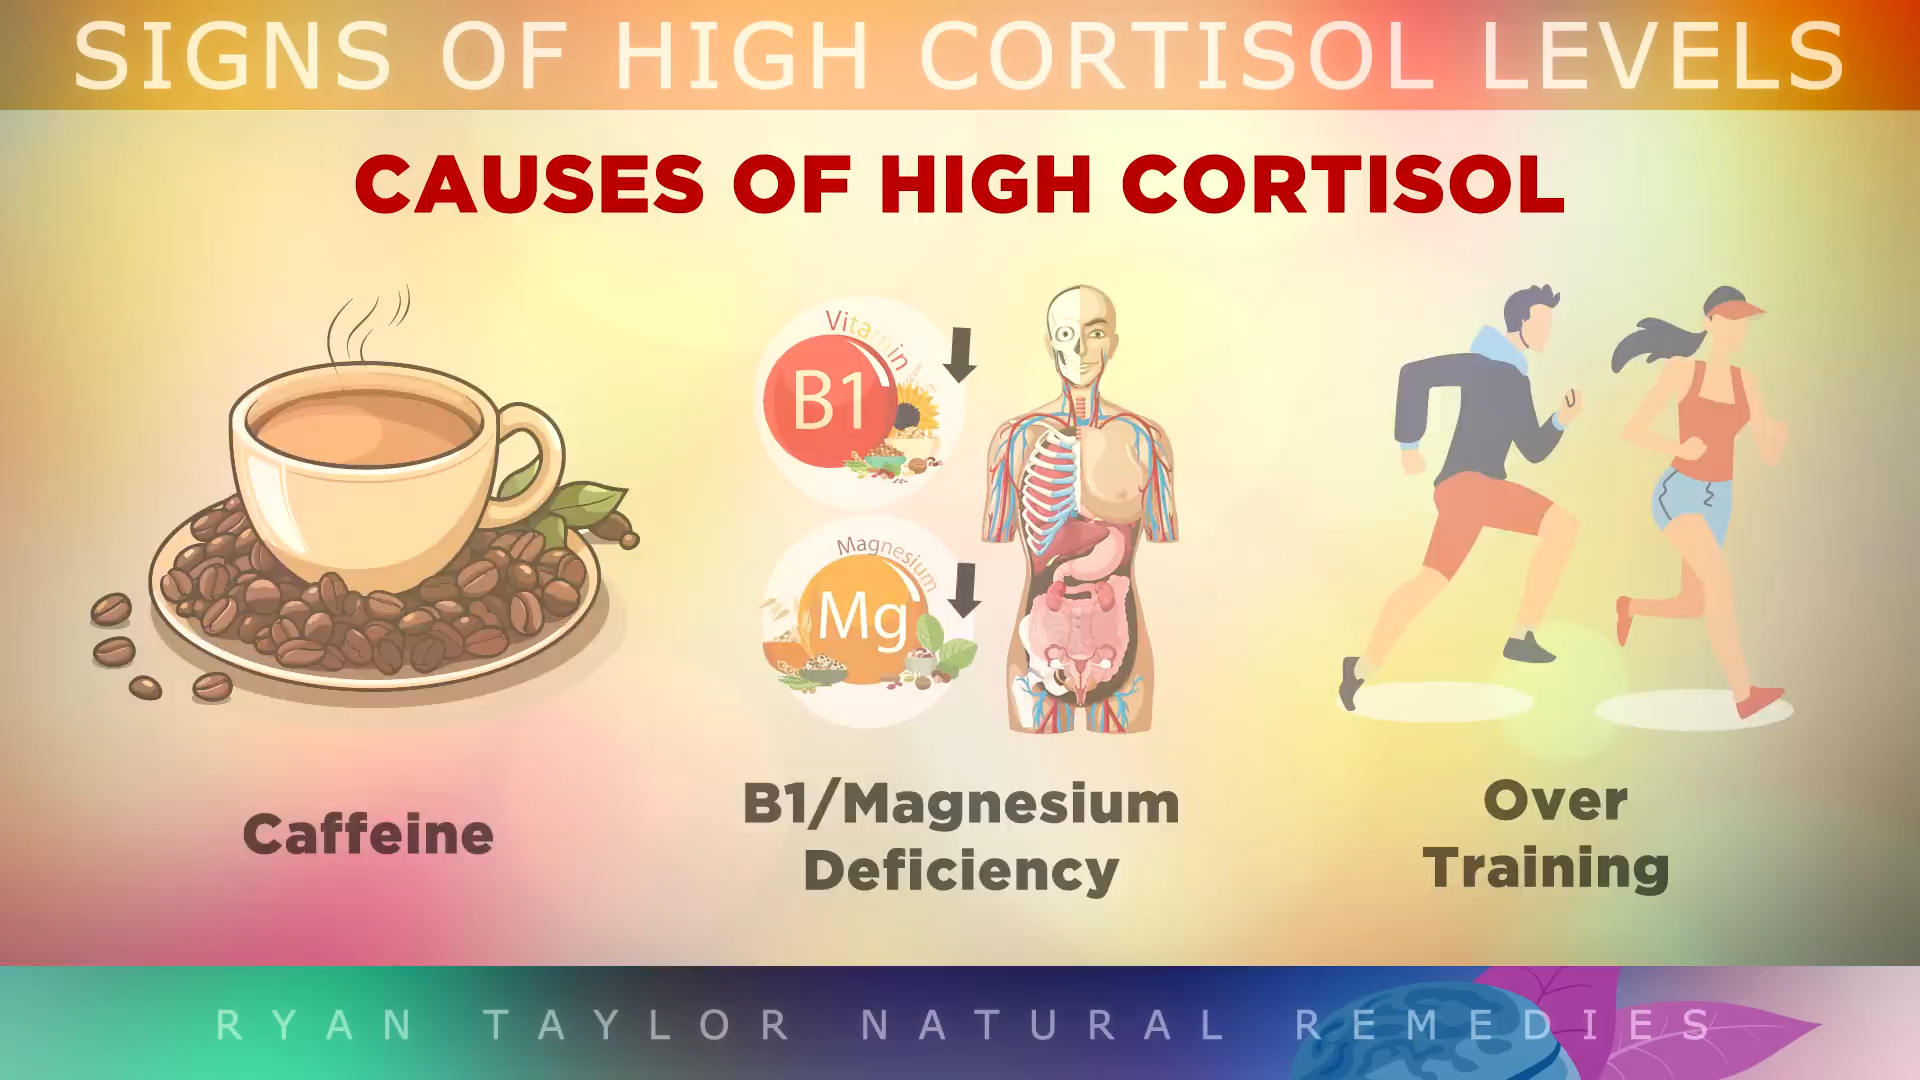 SIGNS OF HIGH CORTISOL LEVELS
CAUSES OF HIGH CORTISOL
Vitamin
B1
Magnesium
Mg
Caffeine
B1/Magnesium
Deficiency
Over
Training
RYAN TAYLOR NATURAL REMEDIES